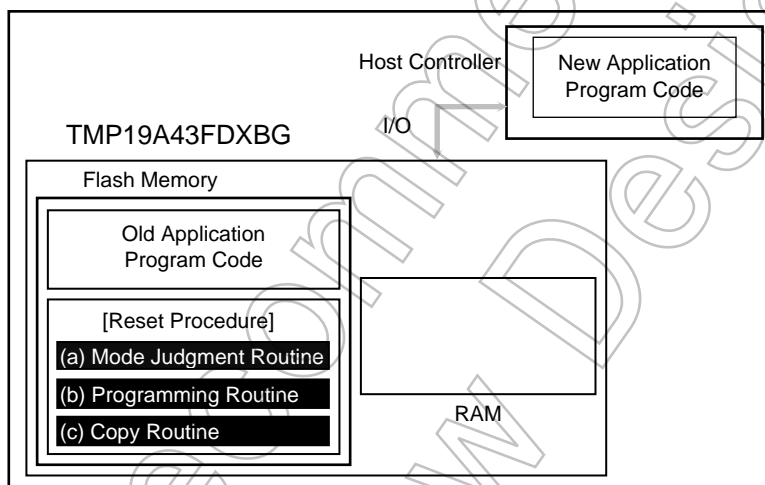 Host Controller
New Application
Program Code
I/O
TMP19A43FDXBG
Flash Memory
Old Application
Program Code
[Reset Procedure]
(a) Mode Judgment Routine
(b) Programming Routine
(c) Copy Routine
RAM